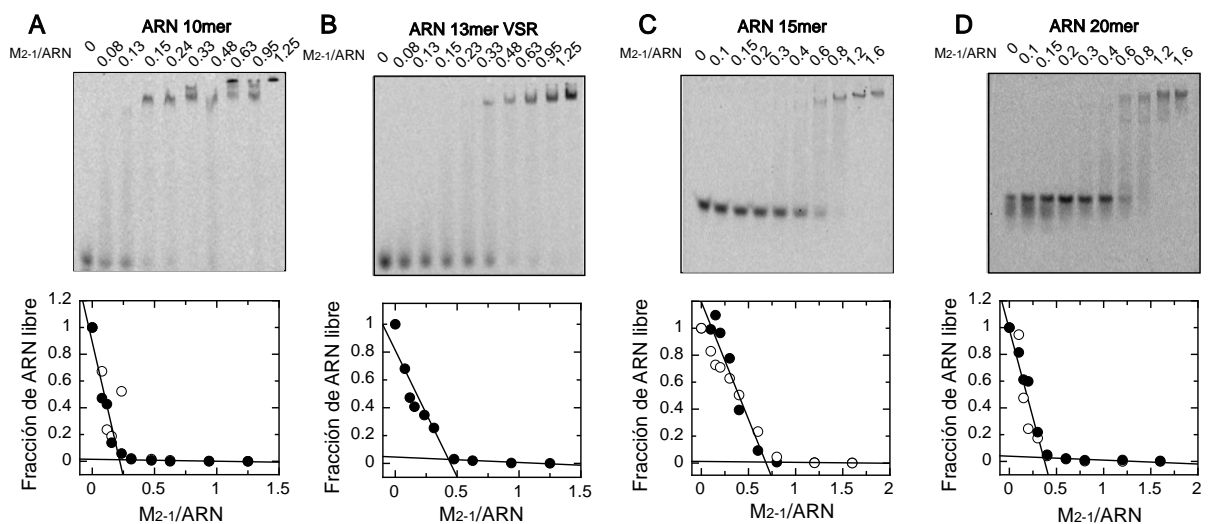 A
ARN 10mer
M2-1/ARN 0 0.08 0.13 0.15 0.24 0.33 0.48 0.63 0.95 1.25
B
ARN 13mer VSR
M2-1/ARN 0 0.08 0.13 0.15 0.23 0.33 0.48 0.63 0.95 1.25
C
ARN 15mer
M2-1/ARN 0 0.1 0.15 0.2 0.3 0.4 0.6 0.8 1.2 1.6
D
ARN 20mer
M2-1/ARN 0 0.1 0.15 0.2 0.3 0.4 0.6 0.8 1.2 1.6
Fracción de ARN libre
1.2
1
0.8
0.6
0.4
0.2
0
0 0.5 1 1.5
M2-1/ARN
Fracción de ARN libre
1
0.8
0.6
0.4
0.2
0
0 0.5 1 1.5
M2-1/ARN
Fracción de ARN libre
1.2
1
0.8
0.6
0.4
0.2
0
0 0.5 1 1.5 2
M2-1/ARN
Fracción de ARN libre
1.2
1
0.8
0.6
0.4
0.2
0
0 0.5 1 1.5 2
M2-1/ARN